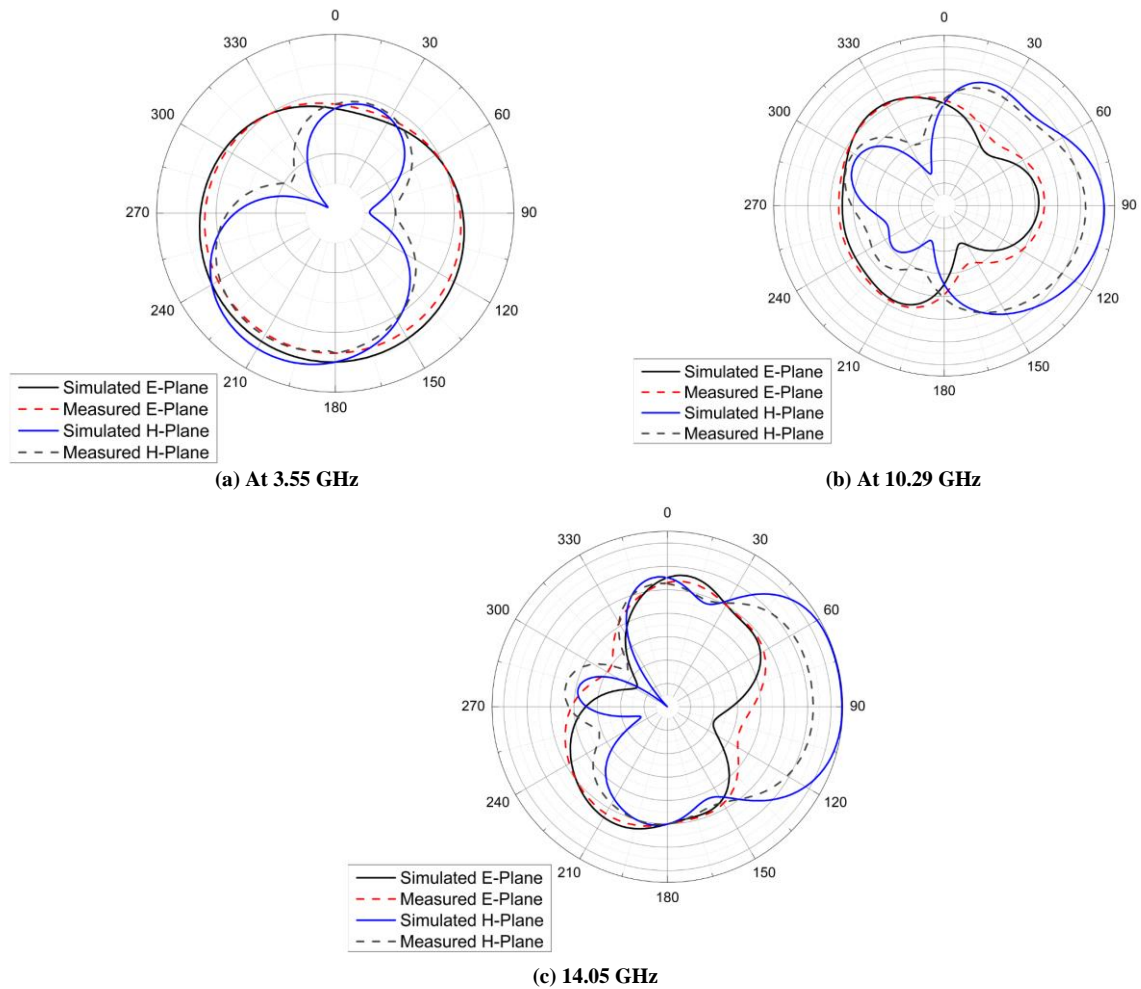 0
30
60
90
120
150
180
210
240
270
300
330
Simulated E-Plane
Measured E-Plane
Simulated H-Plane
Measured H-Plane
(a) At 3.55 GHz
0
30
60
90
120
150
180
210
240
270
300
330
Simulated E-Plane
Measured E-Plane
Simulated H-Plane
Measured H-Plane
(b) At 10.29 GHz
0
30
60
90
120
150
180
210
240
270
300
330
Simulated E-Plane
Measured E-Plane
Simulated H-Plane
Measured H-Plane
(c) 14.05 GHz